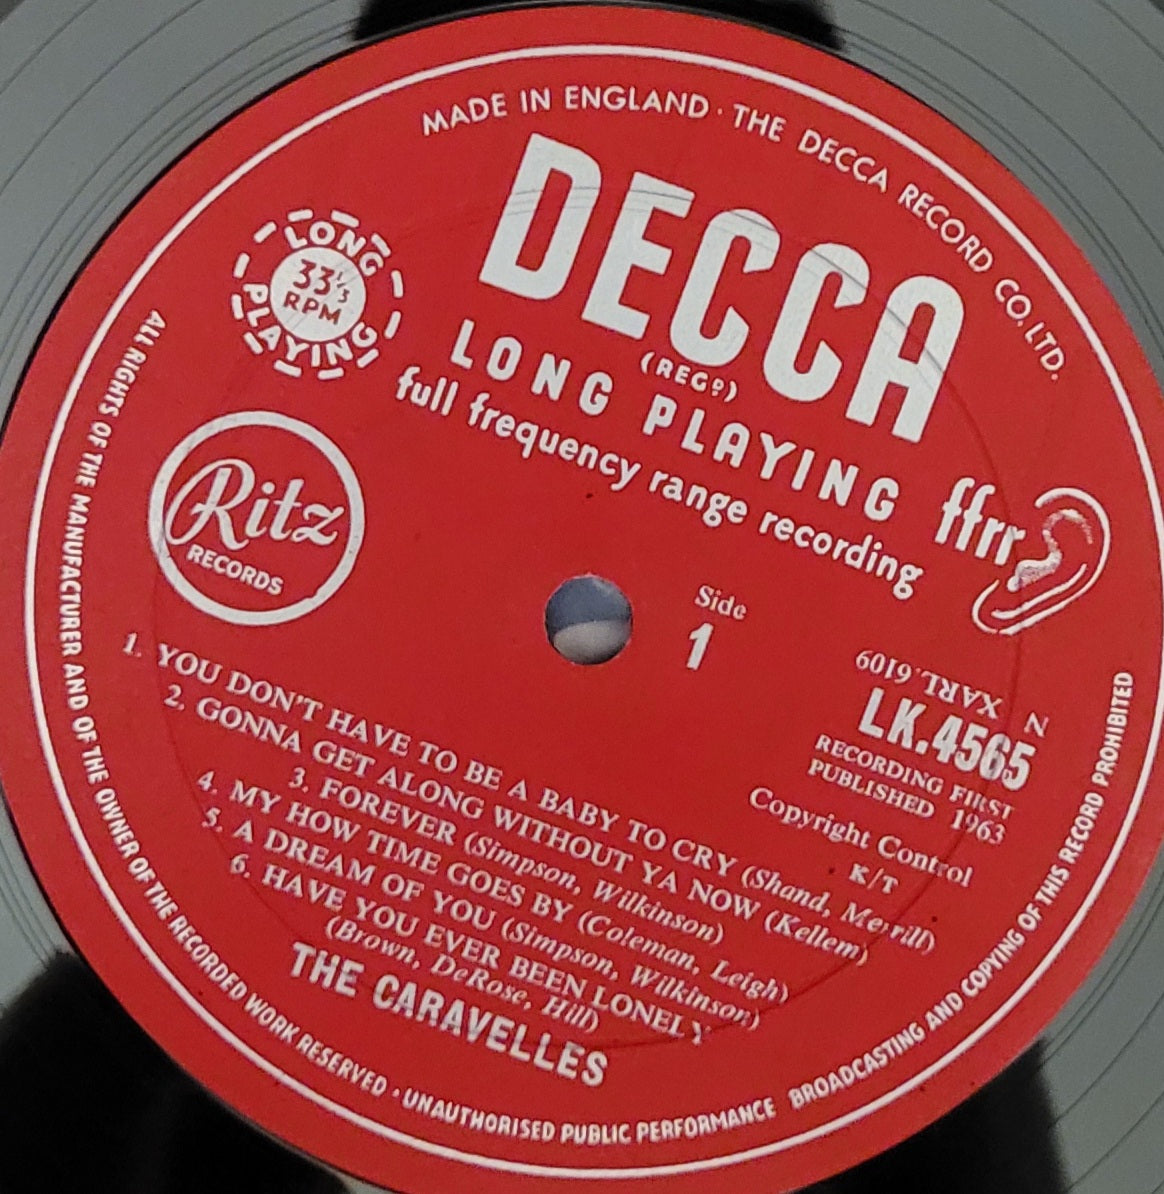 MADE IN ENGLAND · THE DECCA RECORD CO. LTD.
DECCA
(REGD)
LONG PLAYING
full frequency range recording
ffrr
LONG
33⅓
RPM
PLAYING
Ritz
RECORDS
Side
1
XARL.6109
N
LK.4565
RECORDING FIRST
PUBLISHED 1963
Copyright Control
K/T
1. YOU DON'T HAVE TO BE A BABY TO CRY (Shand, Merrill)
2. GONNA GET ALONG WITHOUT YA NOW (Kellem)
3. FOREVER (Simpson, Wilkinson)
4. MY HOW TIME GOES BY (Coleman, Leigh)
5. A DREAM OF YOU (Simpson, Wilkinson)
6. HAVE YOU EVER BEEN LONELY
(Brown, DeRose, Hill)
THE CARAVELLES
ALL RIGHTS OF THE MANUFACTURER AND OF THE OWNER OF THE RECORDED WORK RESERVED · UNAUTHORISED PUBLIC PERFORMANCE BROADCASTING AND COPYING OF THIS RECORD PROHIBITED